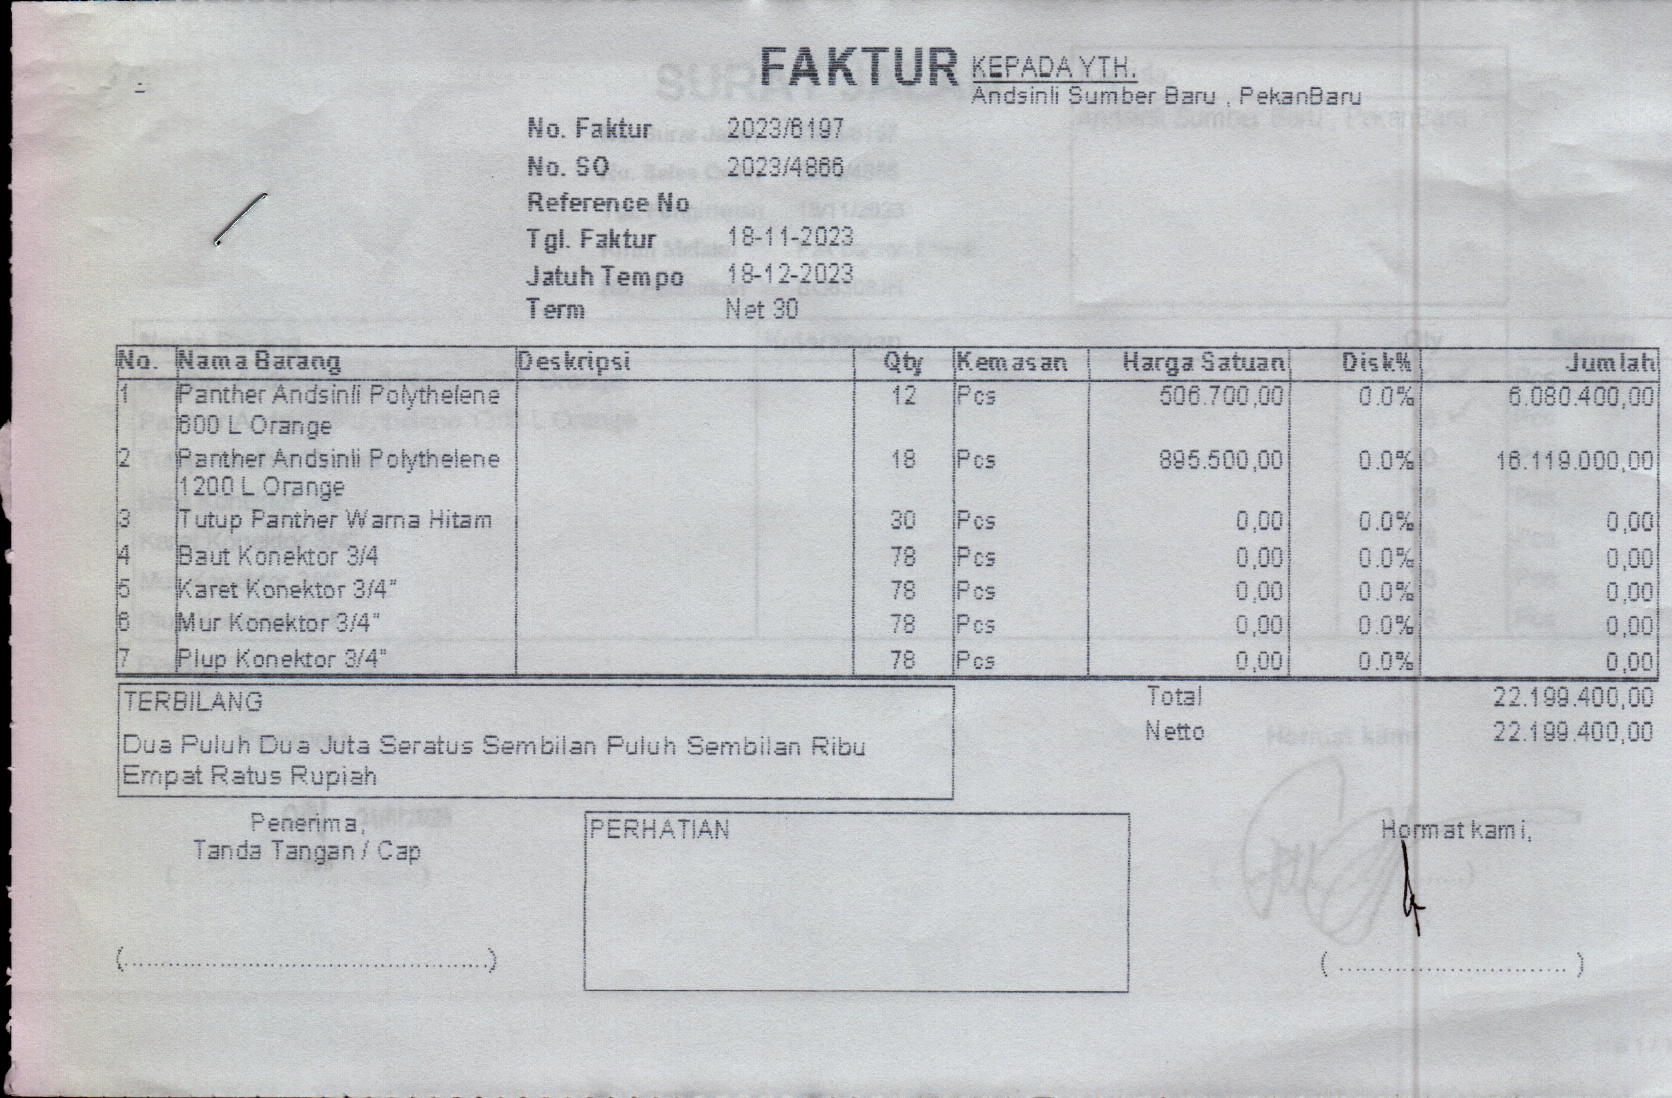 FAKTUR
KEPADA YTH.
Andsinli Sumber Baru , PekanBaru
No. Faktur 2023/6197
No. SO 2023/4866
Reference No
Tgl. Faktur 18-11-2023
Jatuh Tempo 18-12-2023
Term Net 30
No. Nama Barang Deskripsi Qty Kemasan Harga Satuan Disk% Jumlah
1 Panther Andsinli Polythelene 12 Pcs 506.700,00 0.0% 6.080.400,00
600 L Orange
2 Panther Andsinli Polythelene 18 Pcs 895.500,00 0.0% 16.119.000,00
1200 L Orange
3 Tutup Panther Warna Hitam 30 Pcs 0,00 0.0% 0,00
4 Baut Konektor 3/4 78 Pcs 0,00 0.0% 0,00
5 Karet Konektor 3/4" 78 Pcs 0,00 0.0% 0,00
6 Mur Konektor 3/4" 78 Pcs 0,00 0.0% 0,00
7 Plup Konektor 3/4" 78 Pcs 0,00 0.0% 0,00
TERBILANG
Dua Puluh Dua Juta Seratus Sembilan Puluh Sembilan Ribu
Empat Ratus Rupiah
Total 22.199.400,00
Netto 22.199.400,00
Penerima,
Tanda Tangan / Cap
(................................................)
PERHATIAN
Hormat kami,
( .............................. )